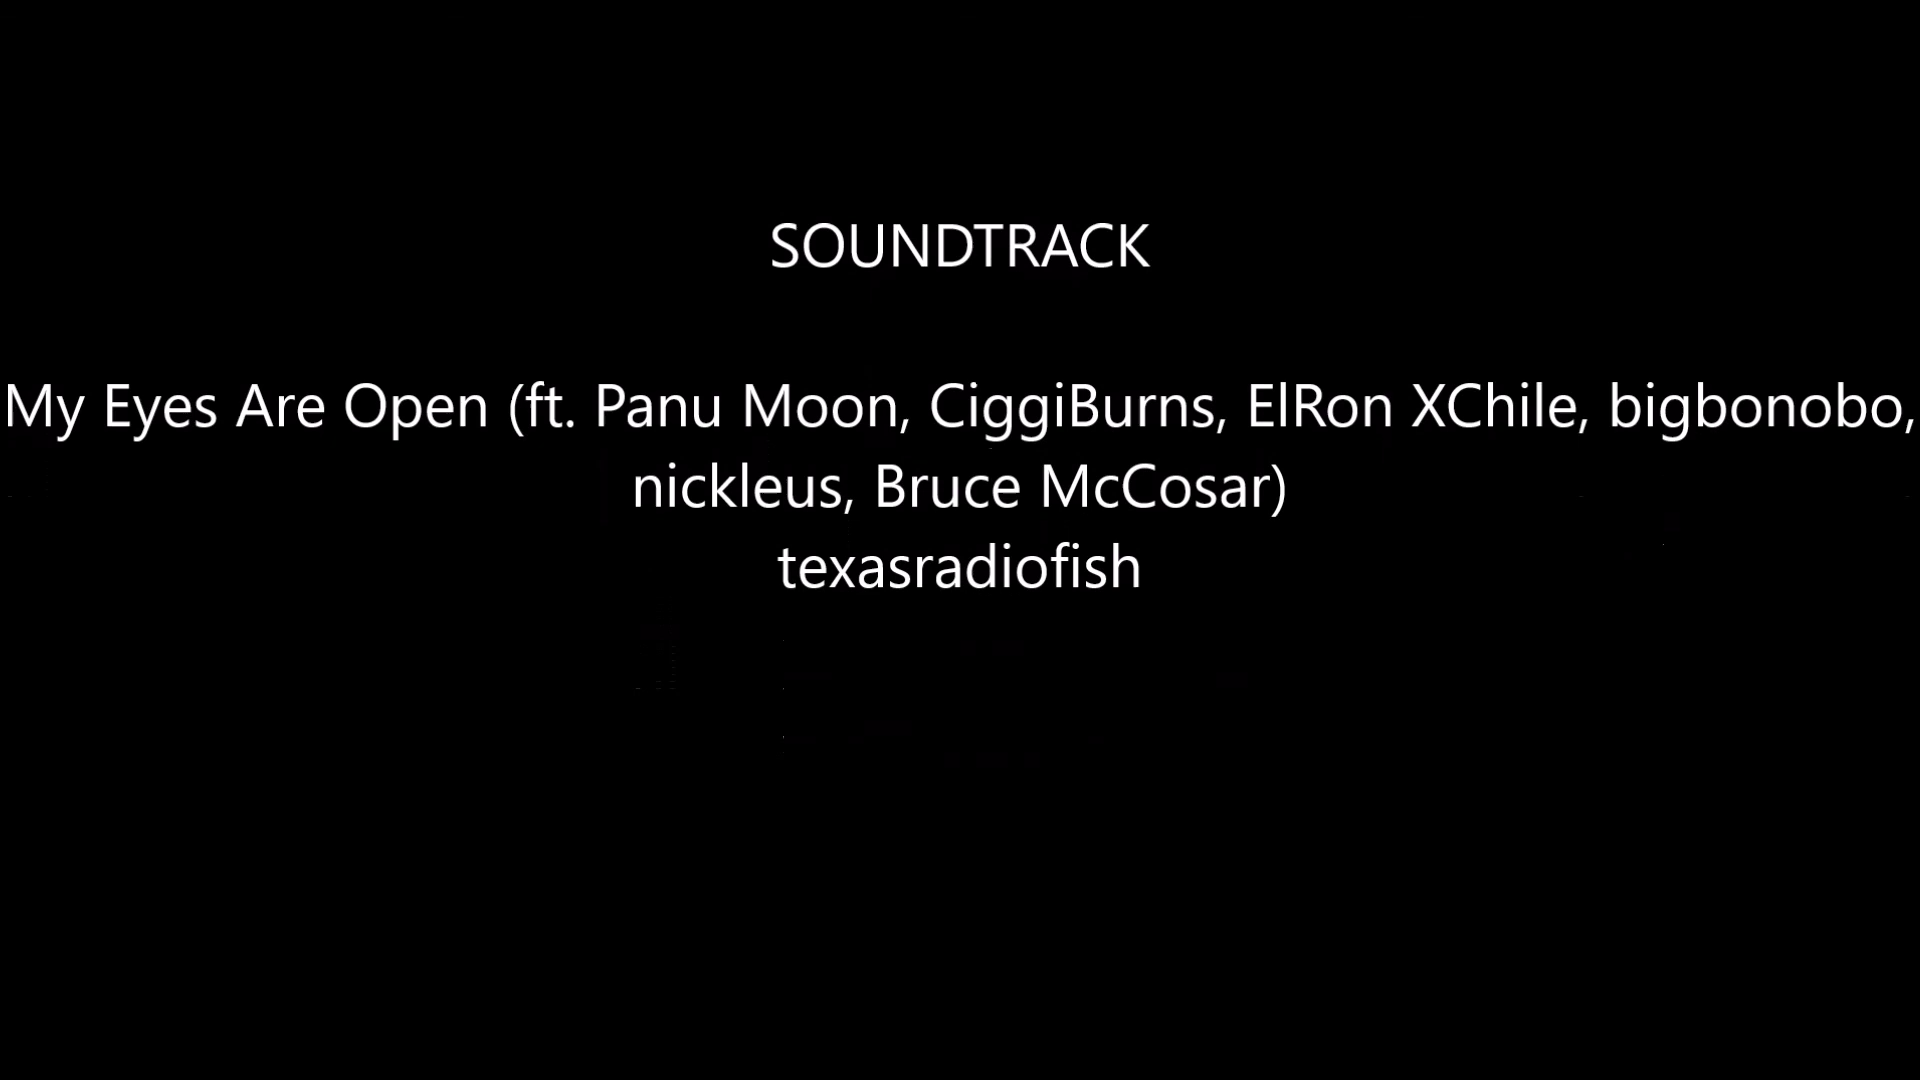 SOUNDTRACK
My Eyes Are Open (ft. Panu Moon, CiggiBurns, ElRon XChile, bigbonobo,
nickleus, Bruce McCosar)
texasradiofish